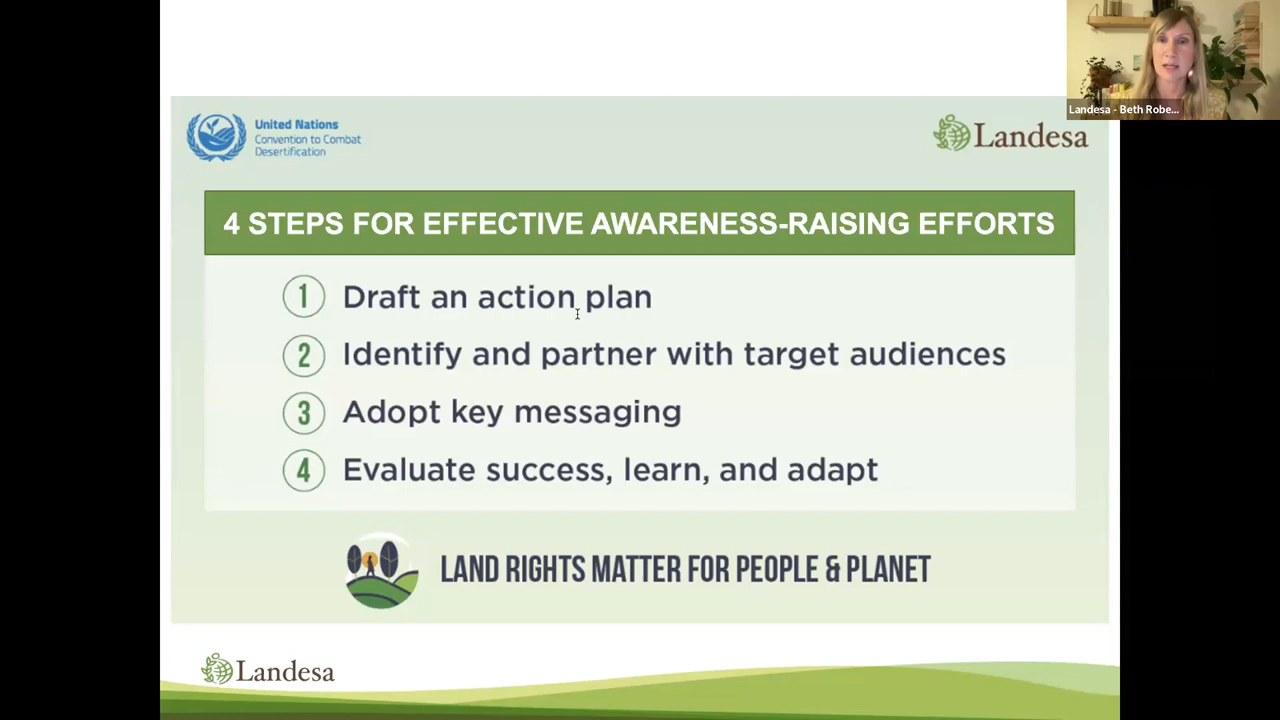 Landesa - Beth Robe...
United Nations
Convention to Combat
Desertification
Landesa
4 STEPS FOR EFFECTIVE AWARENESS-RAISING EFFORTS
1 Draft an action plan
2 Identify and partner with target audiences
3 Adopt key messaging
4 Evaluate success, learn, and adapt
LAND RIGHTS MATTER FOR PEOPLE & PLANET
Landesa